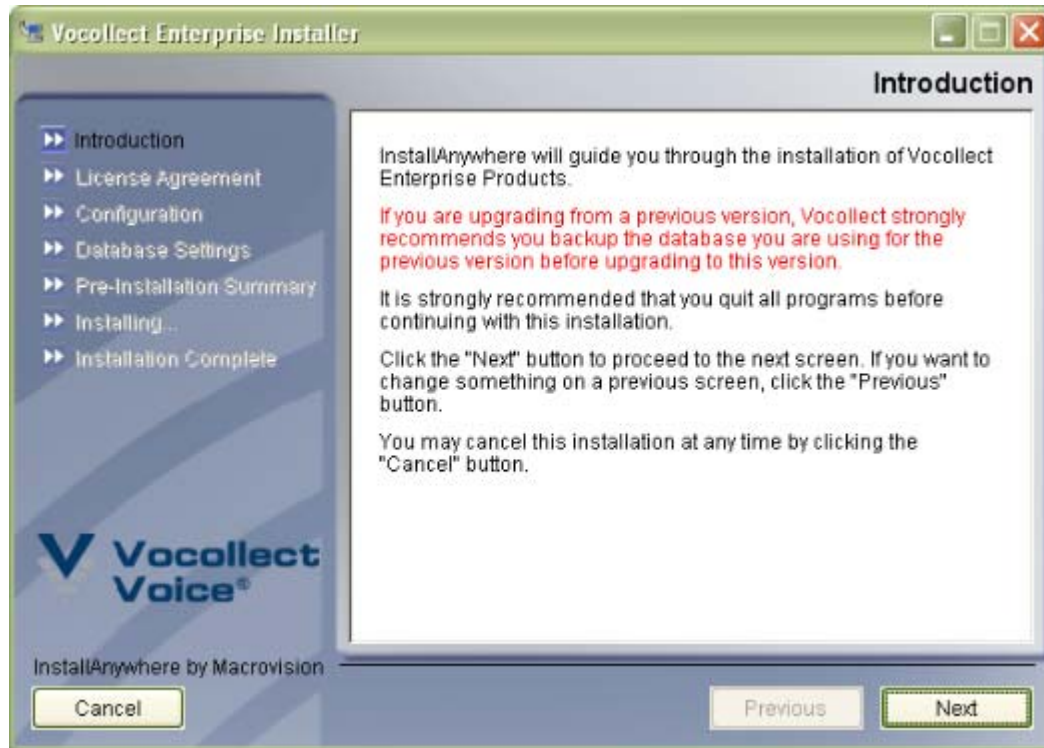 Vocollect Enterprise Installer
Introduction
Introduction
License Agreement
Configuration
Database Settings
Pre-Installation Summary
Installing...
Installation Complete
InstallAnywhere will guide you through the installation of Vocollect
Enterprise Products.
If you are upgrading from a previous version, Vocollect strongly
recommends you backup the database you are using for the
previous version before upgrading to this version.
It is strongly recommended that you quit all programs before
continuing with this installation.
Click the "Next" button to proceed to the next screen. If you want to
change something on a previous screen, click the "Previous"
button.
You may cancel this installation at any time by clicking the
"Cancel" button.
Vocollect
Voice®
InstallAnywhere by Macrovision
Cancel
Previous
Next